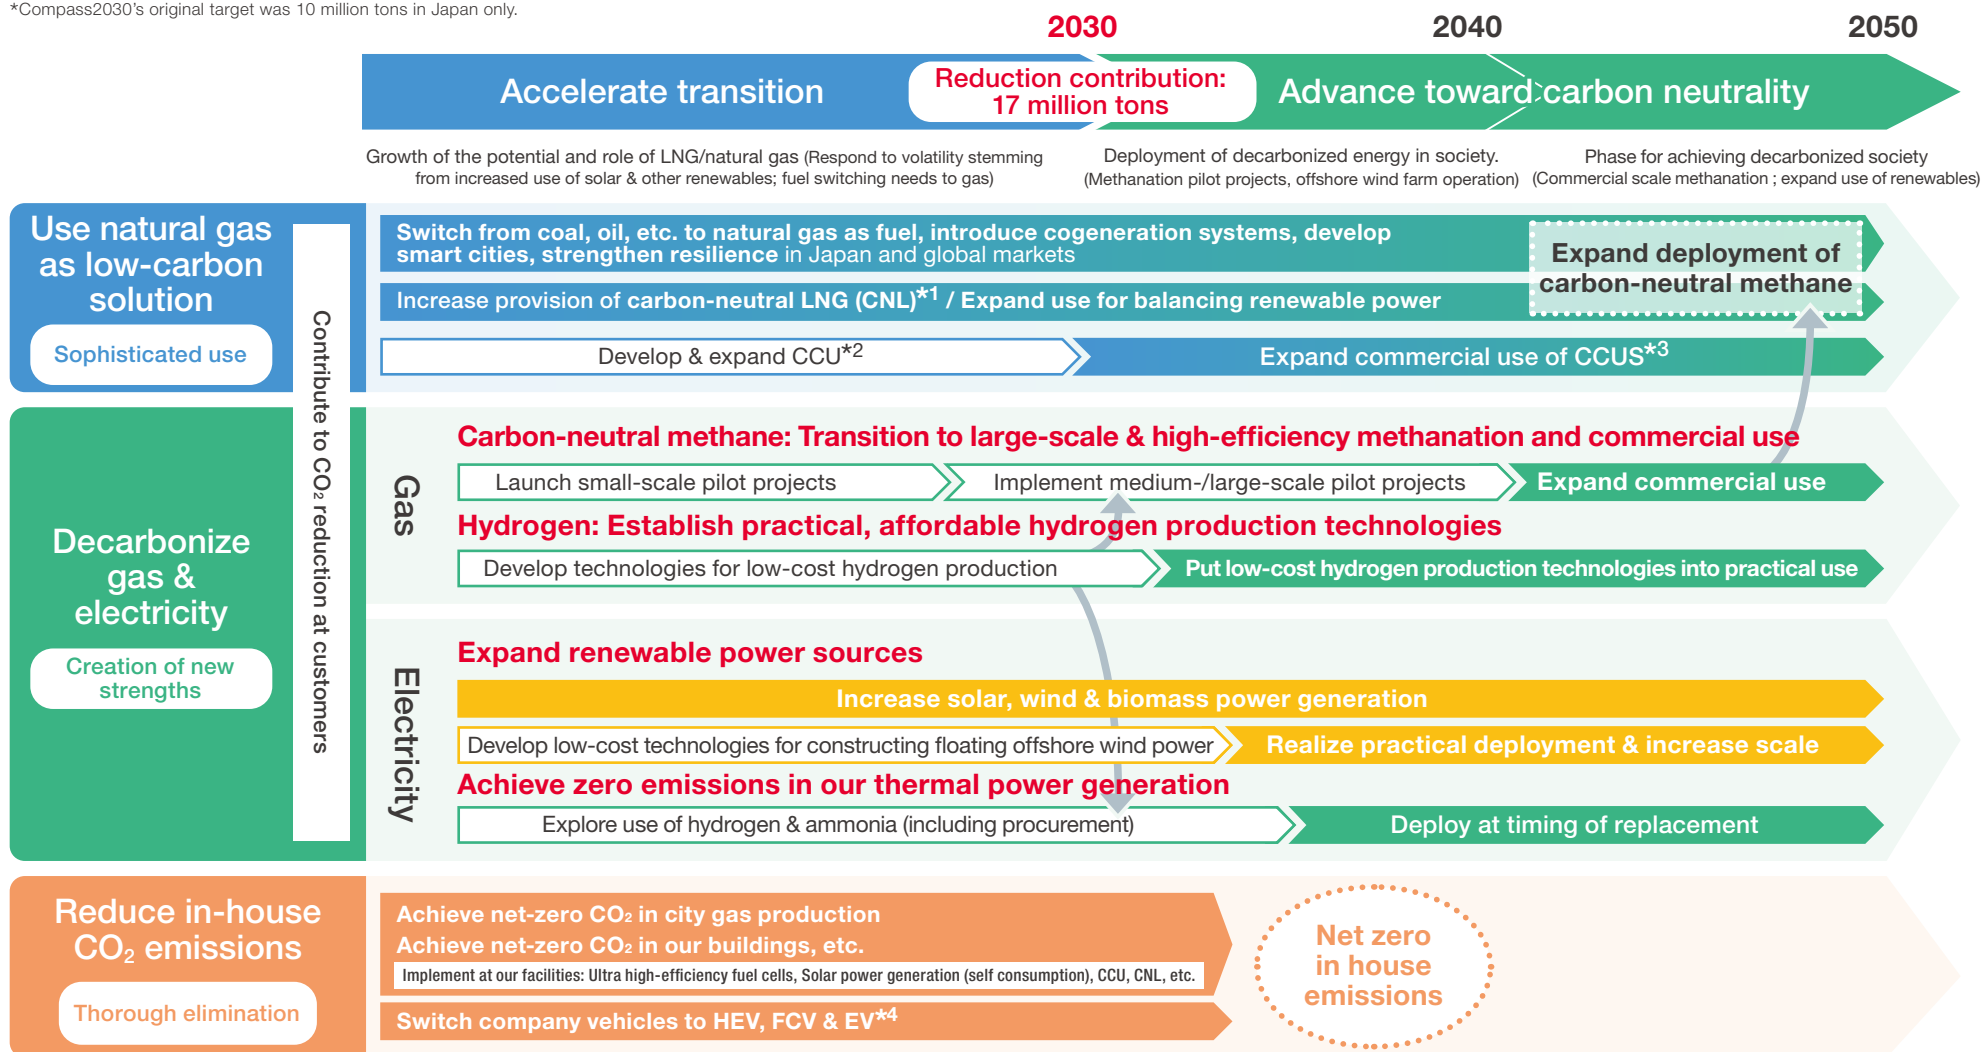 *Compass2030's original target was 10 million tons in Japan only.
2030
2040
2050
Accelerate transition
Reduction contribution:
17 million tons
Advance toward carbon neutrality
Growth of the potential and role of LNG/natural gas (Respond to volatility stemming
from increased use of solar & other renewables; fuel switching needs to gas)
Deployment of decarbonized energy in society.
(Methanation pilot projects, offshore wind farm operation)
Phase for achieving decarbonized society
(Commercial scale methanation ; expand use of renewables)
Use natural gas
as low-carbon
solution
Sophisticated use
Contribute to CO₂ reduction at customers
Switch from coal, oil, etc. to natural gas as fuel, introduce cogeneration systems, develop
smart cities, strengthen resilience in Japan and global markets
Increase provision of carbon-neutral LNG (CNL)*1 / Expand use for balancing renewable power
Expand deployment of
carbon-neutral methane
Develop & expand CCU*2
Expand commercial use of CCUS*3
Decarbonize
gas &
electricity
Creation of new
strengths
Gas
Carbon-neutral methane: Transition to large-scale & high-efficiency methanation and commercial use
Launch small-scale pilot projects
Implement medium-/large-scale pilot projects
Expand commercial use
Hydrogen: Establish practical, affordable hydrogen production technologies
Develop technologies for low-cost hydrogen production
Put low-cost hydrogen production technologies into practical use
Electricity
Expand renewable power sources
Increase solar, wind & biomass power generation
Develop low-cost technologies for constructing floating offshore wind power
Realize practical deployment & increase scale
Achieve zero emissions in our thermal power generation
Explore use of hydrogen & ammonia (including procurement)
Deploy at timing of replacement
Reduce in-house
CO₂ emissions
Thorough elimination
Achieve net-zero CO₂ in city gas production
Achieve net-zero CO₂ in our buildings, etc.
Implement at our facilities: Ultra high-efficiency fuel cells, Solar power generation (self consumption), CCU, CNL, etc.
Switch company vehicles to HEV, FCV & EV*4
Net zero
in house
emissions